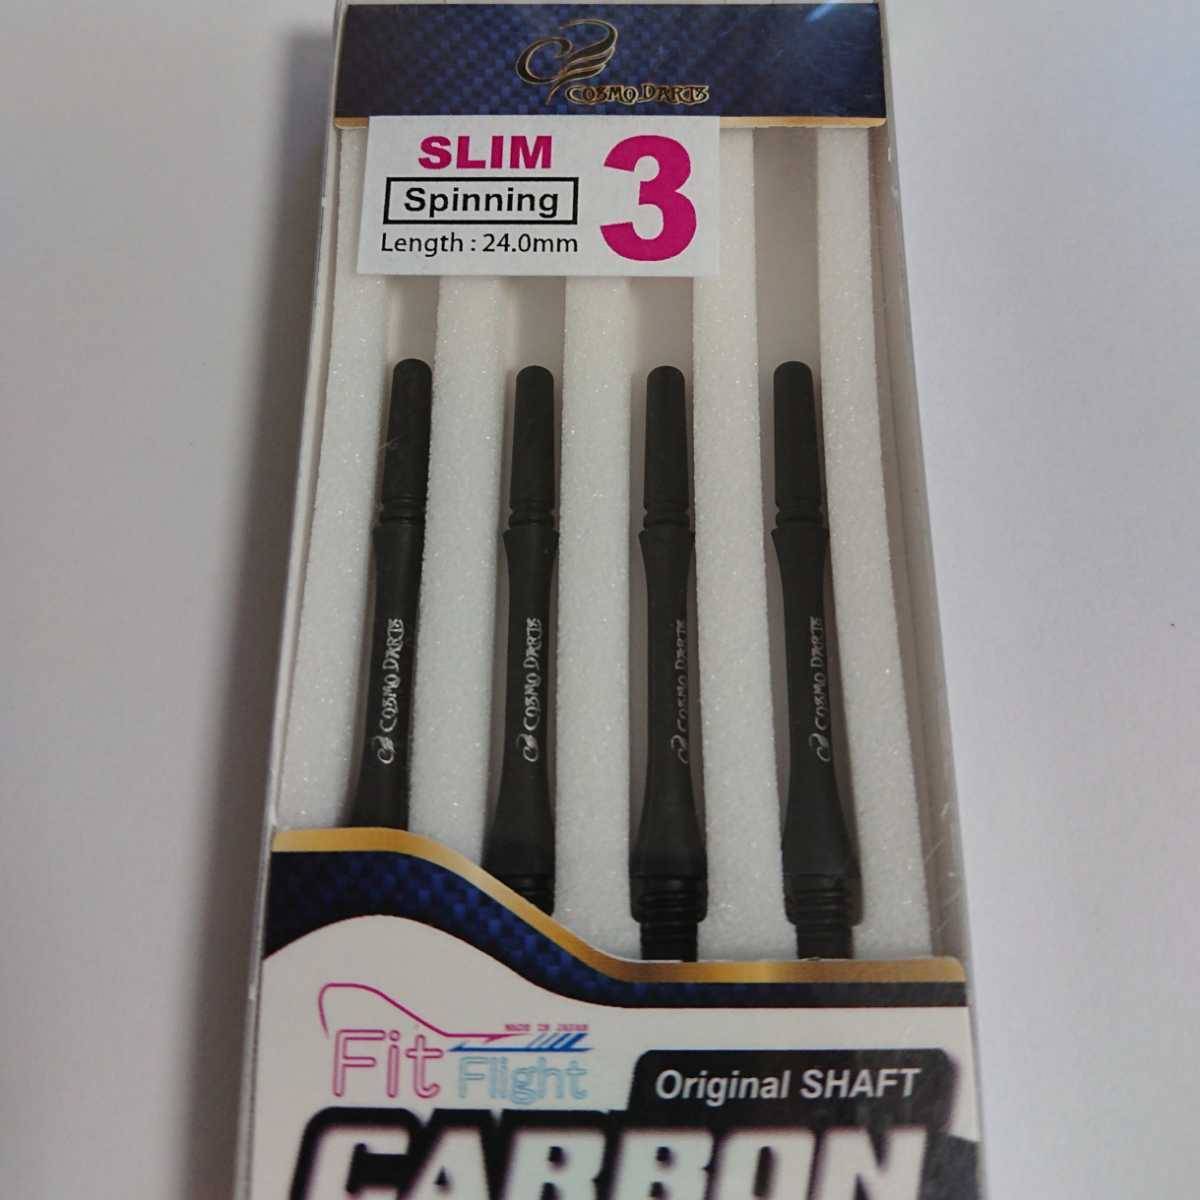 COSMO DARTS
SLIM
Spinning
Length : 24.0mm
3
COSMO DARTS
COSMO DARTS
COSMO DARTS
COSMO DARTS
MADE IN JAPAN
Fit Flight
Original SHAFT
CARBON